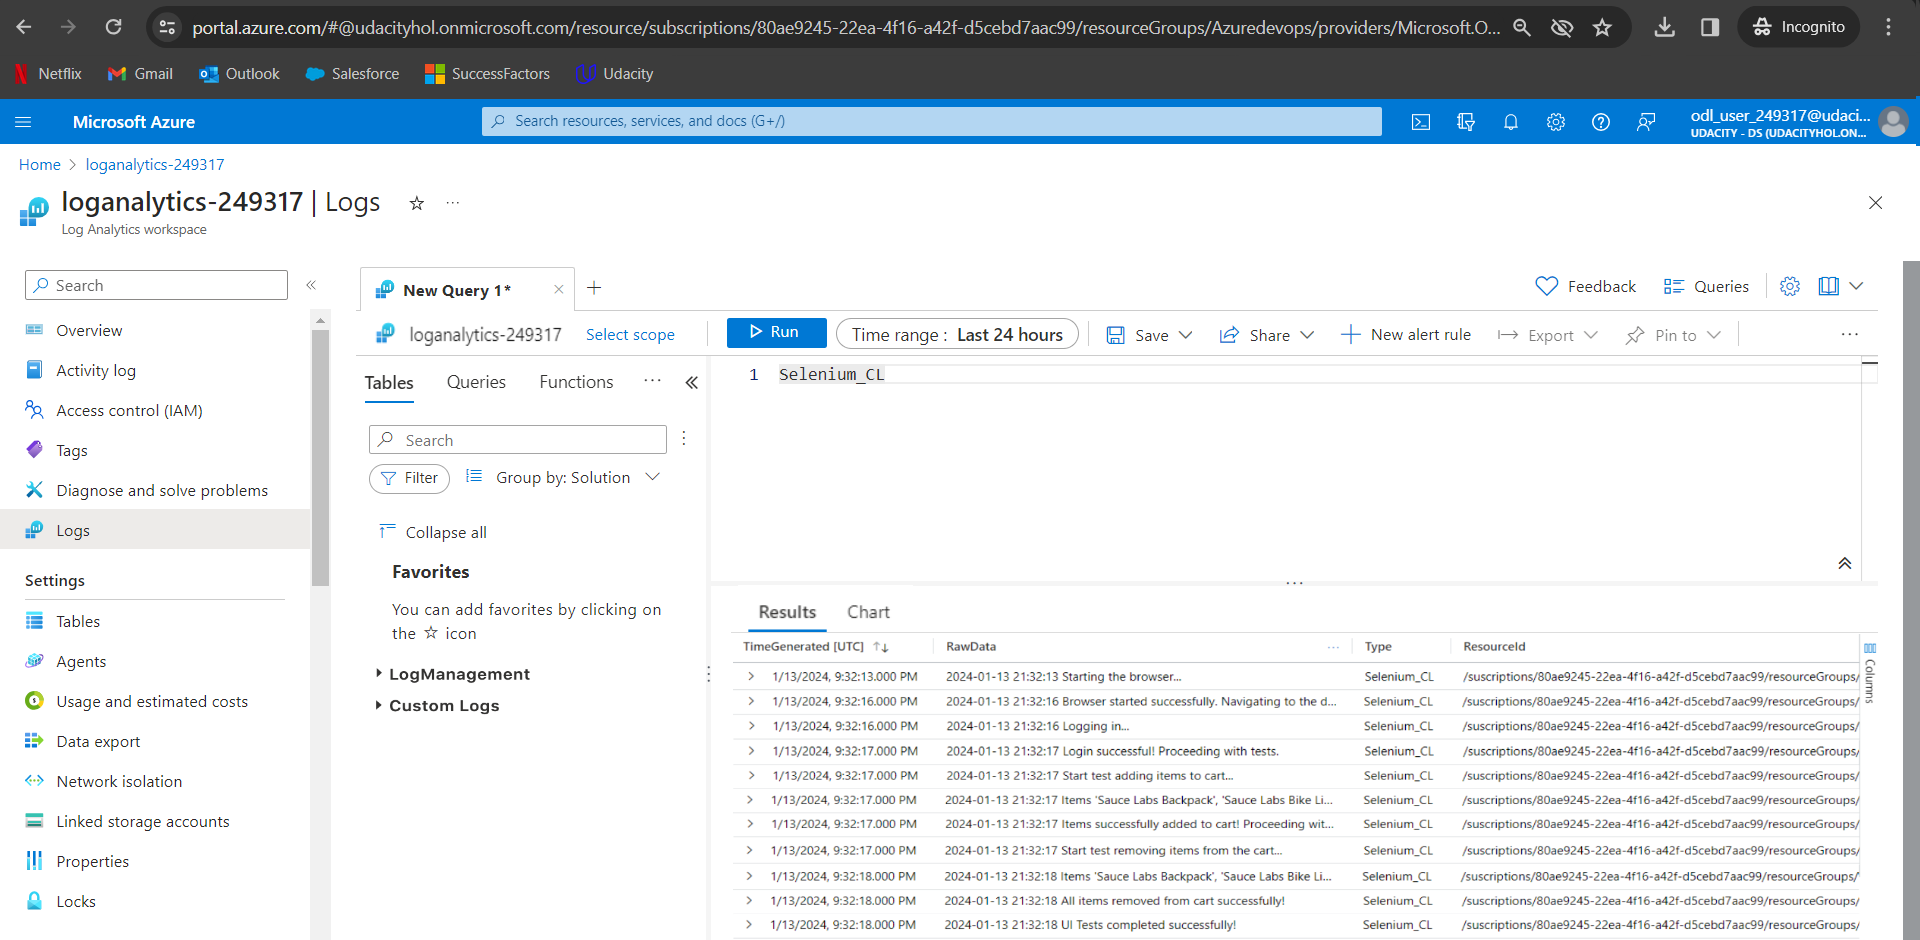 portal.azure.com/#@udacityhol.onmicrosoft.com/resource/subscriptions/80ae9245-22ea-4f16-a42f-d5cebd7aac99/resourceGroups/Azuredevops/providers/Microsoft.O... Incognito
Netflix Gmail Outlook Salesforce SuccessFactors Udacity
Microsoft Azure Search resources, services, and docs (G+/) odl_user_249317@udaci...
UDACITY - DS (UDACITYHOL.ON...
Home > loganalytics-249317
loganalytics-249317 | Logs ...
Log Analytics workspace
Search
Overview
Activity log
Access control (IAM)
Tags
Diagnose and solve problems
Logs
Settings
Tables
Agents
Usage and estimated costs
Data export
Network isolation
Linked storage accounts
Properties
Locks
New Query 1* Feedback Queries
loganalytics-249317 Select scope Run Time range : Last 24 hours Save Share New alert rule Export Pin to ...
Tables Queries Functions ...
Search
Filter Group by: Solution
Collapse all
Favorites
You can add favorites by clicking on
the ☆ icon
LogManagement
Custom Logs
1 Selenium_CL
Results Chart
TimeGenerated [UTC] RawData ... Type ResourceId
1/13/2024, 9:32:13.000 PM 2024-01-13 21:32:13 Starting the browser... Selenium_CL /suscriptions/80ae9245-22ea-4f16-a42f-d5cebd7aac99/resourceGroups/
1/13/2024, 9:32:16.000 PM 2024-01-13 21:32:16 Browser started successfully. Navigating to the d... Selenium_CL /suscriptions/80ae9245-22ea-4f16-a42f-d5cebd7aac99/resourceGroups/
1/13/2024, 9:32:16.000 PM 2024-01-13 21:32:16 Logging in... Selenium_CL /suscriptions/80ae9245-22ea-4f16-a42f-d5cebd7aac99/resourceGroups/
1/13/2024, 9:32:17.000 PM 2024-01-13 21:32:17 Login successful! Proceeding with tests. Selenium_CL /suscriptions/80ae9245-22ea-4f16-a42f-d5cebd7aac99/resourceGroups/
1/13/2024, 9:32:17.000 PM 2024-01-13 21:32:17 Start test adding items to cart... Selenium_CL /suscriptions/80ae9245-22ea-4f16-a42f-d5cebd7aac99/resourceGroups/
1/13/2024, 9:32:17.000 PM 2024-01-13 21:32:17 Items 'Sauce Labs Backpack', 'Sauce Labs Bike Li... Selenium_CL /suscriptions/80ae9245-22ea-4f16-a42f-d5cebd7aac99/resourceGroups/
1/13/2024, 9:32:17.000 PM 2024-01-13 21:32:17 Items successfully added to cart! Proceeding wit... Selenium_CL /suscriptions/80ae9245-22ea-4f16-a42f-d5cebd7aac99/resourceGroups/
1/13/2024, 9:32:17.000 PM 2024-01-13 21:32:17 Start test removing items from the cart... Selenium_CL /suscriptions/80ae9245-22ea-4f16-a42f-d5cebd7aac99/resourceGroups/
1/13/2024, 9:32:18.000 PM 2024-01-13 21:32:18 Items 'Sauce Labs Backpack', 'Sauce Labs Bike Li... Selenium_CL /suscriptions/80ae9245-22ea-4f16-a42f-d5cebd7aac99/resourceGroups/
1/13/2024, 9:32:18.000 PM 2024-01-13 21:32:18 All items removed from cart successfully! Selenium_CL /suscriptions/80ae9245-22ea-4f16-a42f-d5cebd7aac99/resourceGroups/
1/13/2024, 9:32:18.000 PM 2024-01-13 21:32:18 UI Tests completed successfully! Selenium_CL /suscriptions/80ae9245-22ea-4f16-a42f-d5cebd7aac99/resourceGroups/
Columns